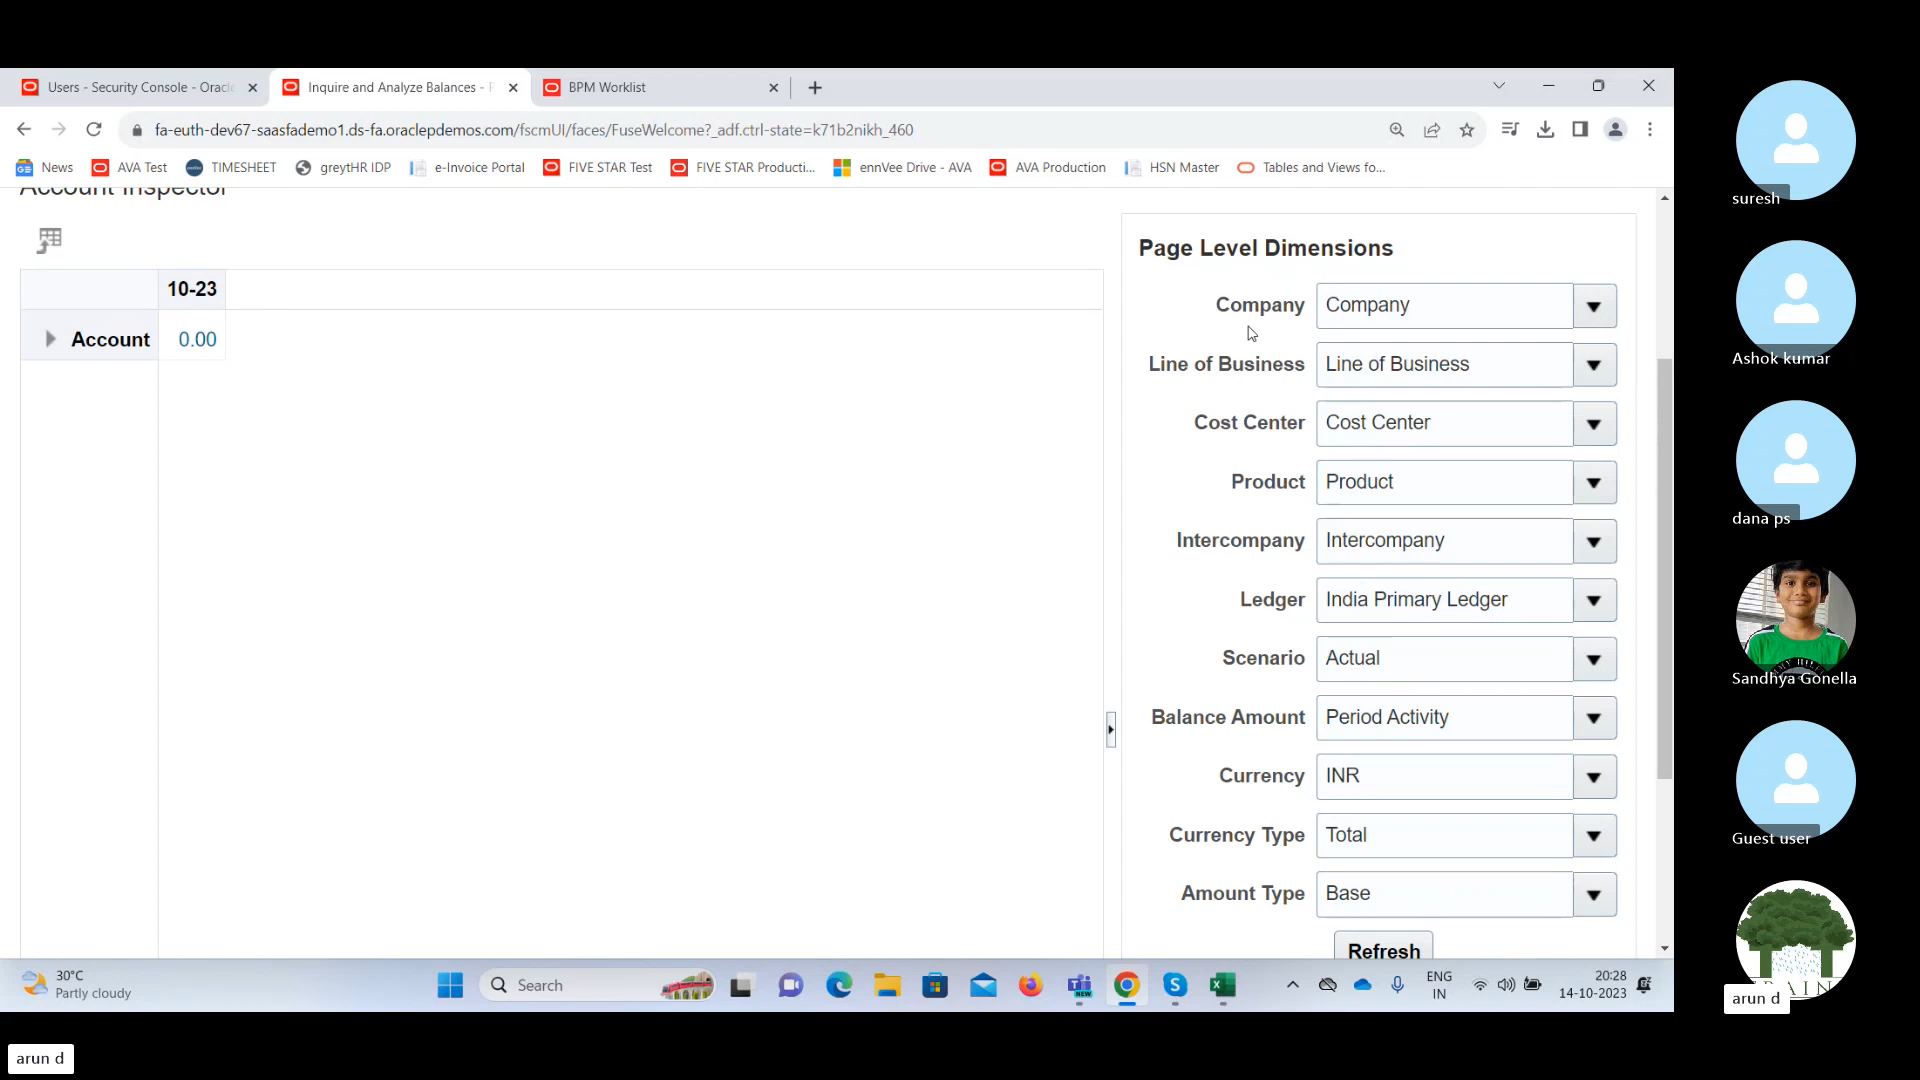 Users - Security Console - Oracle
Inquire and Analyze Balances - F
BPM Worklist
fa-euth-dev67-saasfademo1.ds-fa.oraclepdemos.com/fscmUI/faces/FuseWelcome?_adf.ctrl-state=k71b2nikh_460
News
AVA Test
TIMESHEET
greytHR IDP
e-Invoice Portal
FIVE STAR Test
FIVE STAR Producti...
ennVee Drive - AVA
AVA Production
HSN Master
Tables and Views fo...
Account Inspector
10-23
Account 0.00
Page Level Dimensions
Company Company
Line of Business Line of Business
Cost Center Cost Center
Product Product
Intercompany Intercompany
Ledger India Primary Ledger
Scenario Actual
Balance Amount Period Activity
Currency INR
Currency Type Total
Amount Type Base
Refresh
30°C
Partly cloudy
Search
NEW
ENG
IN
20:28
14-10-2023
suresh
Ashok kumar
dana ps
Sandhya Gonella
Guest user
arun d
arun d